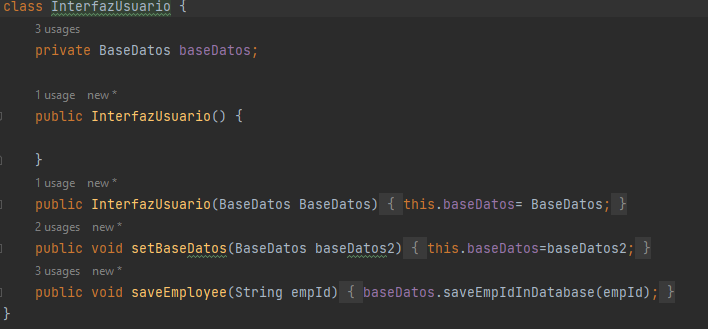 class InterfazUsuario {
3 usages
private BaseDatos baseDatos;
1 usage new *
public InterfazUsuario() {
}
1 usage new *
public InterfazUsuario(BaseDatos BaseDatos) { this.baseDatos= BaseDatos; }
2 usages new *
public void setBaseDatos(BaseDatos baseDatos2) { this.baseDatos=baseDatos2; }
3 usages new *
public void saveEmployee(String empId) { baseDatos.saveEmpIdInDatabase(empId); }
}